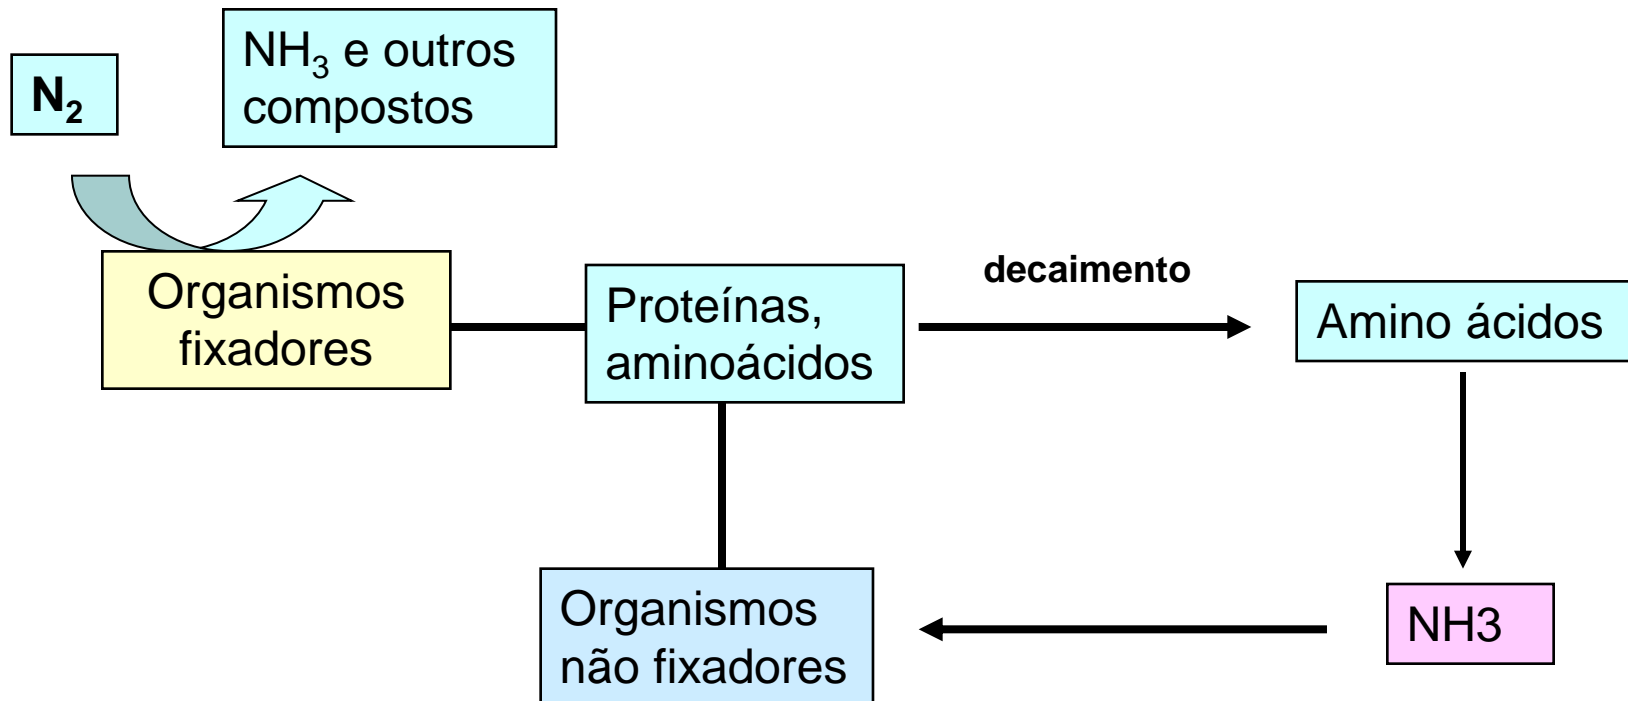 N₂
NH₃ e outros
compostos
Organismos
fixadores
Proteínas,
aminoácidos
decaimento
Amino ácidos
NH3
Organismos
não fixadores